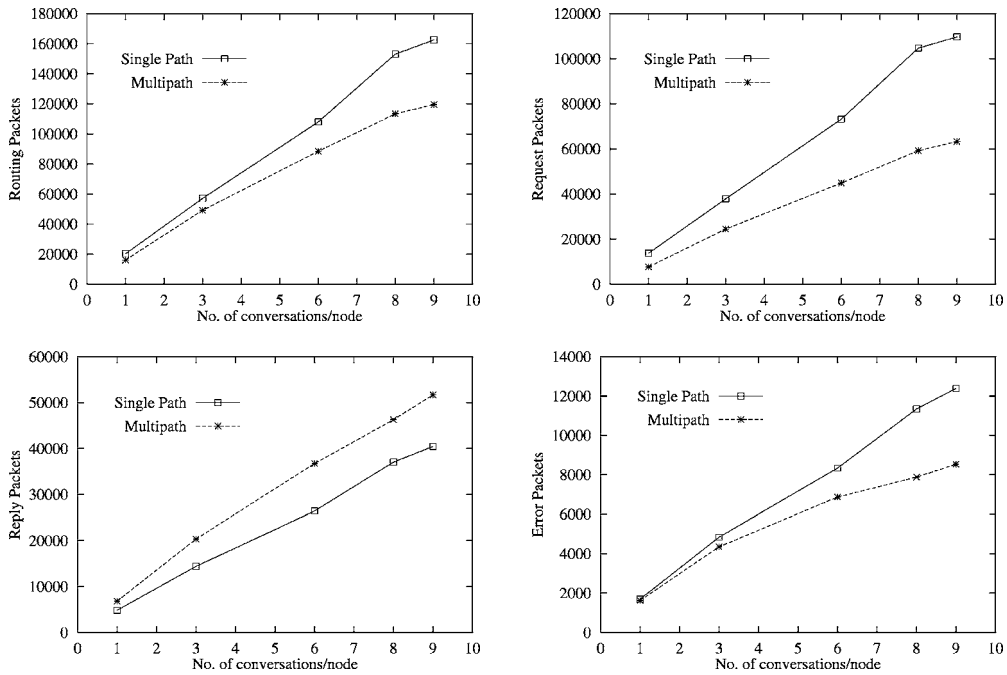 180000
160000
140000
120000
100000
80000
60000
40000
20000
0
Routing Packets
Single Path
Multipath
0 1 2 3 4 5 6 7 8 9 10
No. of conversations/node
120000
100000
80000
60000
40000
20000
0
Request Packets
Single Path
Multipath
0 1 2 3 4 5 6 7 8 9 10
No. of conversations/node
60000
50000
40000
30000
20000
10000
0
Reply Packets
Single Path
Multipath
0 1 2 3 4 5 6 7 8 9 10
No. of conversations/node
14000
12000
10000
8000
6000
4000
2000
0
Error Packets
Single Path
Multipath
0 1 2 3 4 5 6 7 8 9 10
No. of conversations/node